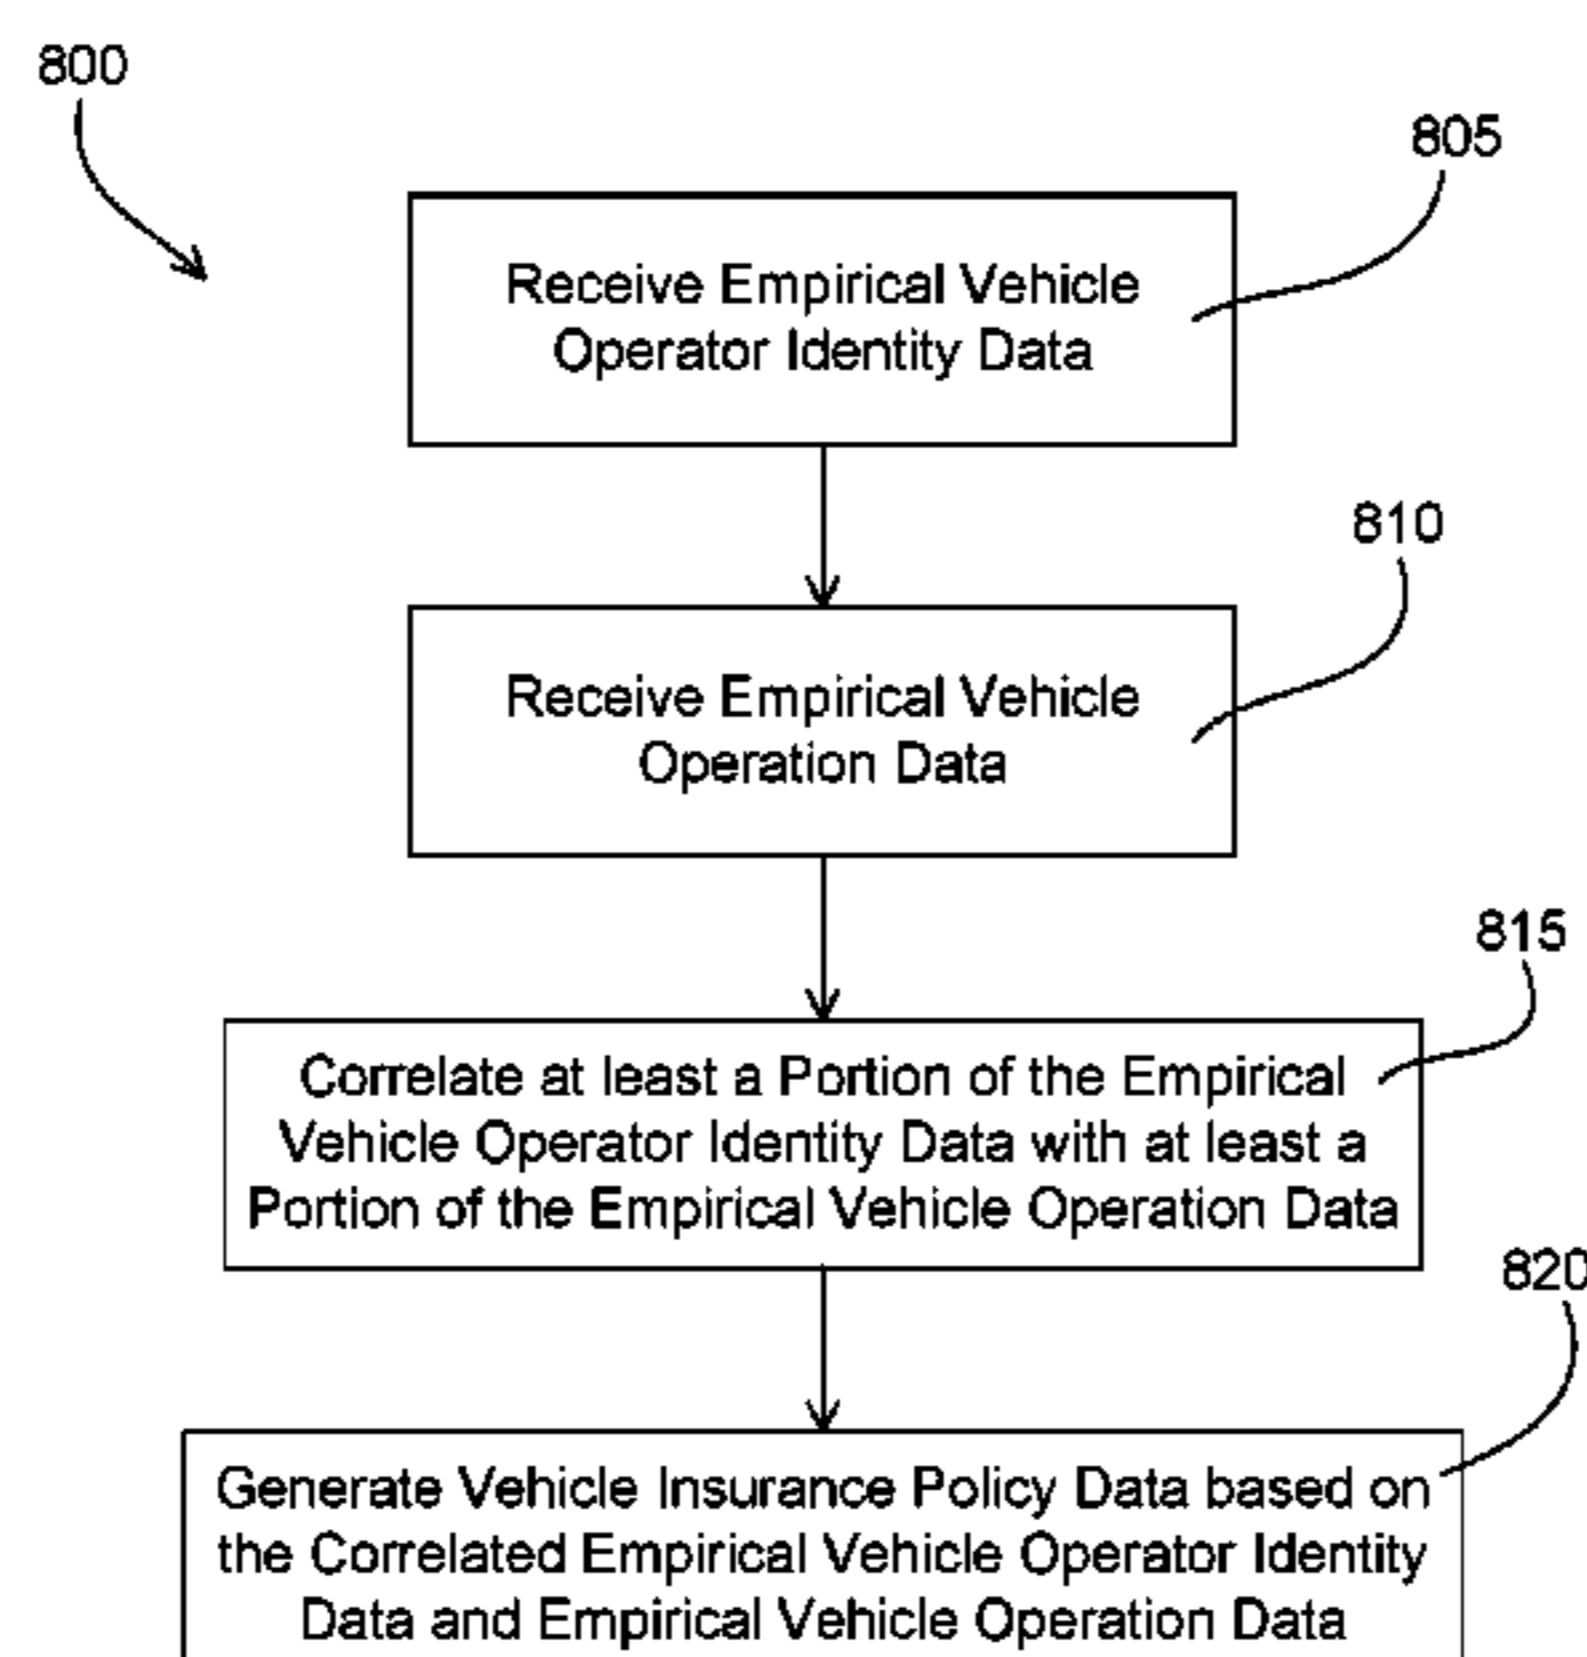 800
805
Receive Empirical Vehicle
Operator Identity Data
810
Receive Empirical Vehicle
Operation Data
815
Correlate at least a Portion of the Empirical
Vehicle Operator Identity Data with at least a
Portion of the Empirical Vehicle Operation Data
820
Generate Vehicle Insurance Policy Data based on
the Correlated Empirical Vehicle Operator Identity
Data and Empirical Vehicle Operation Data